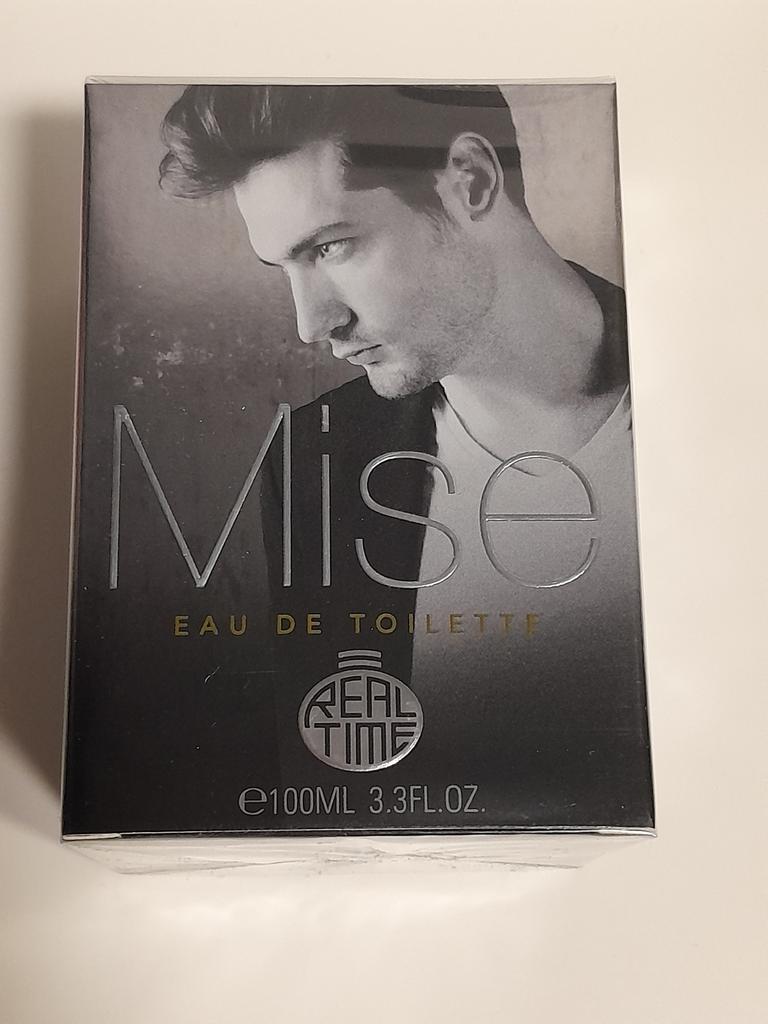 Mise
EAU DE TOILETTE
REAL
TIME
℮100ML 3.3FL.OZ.